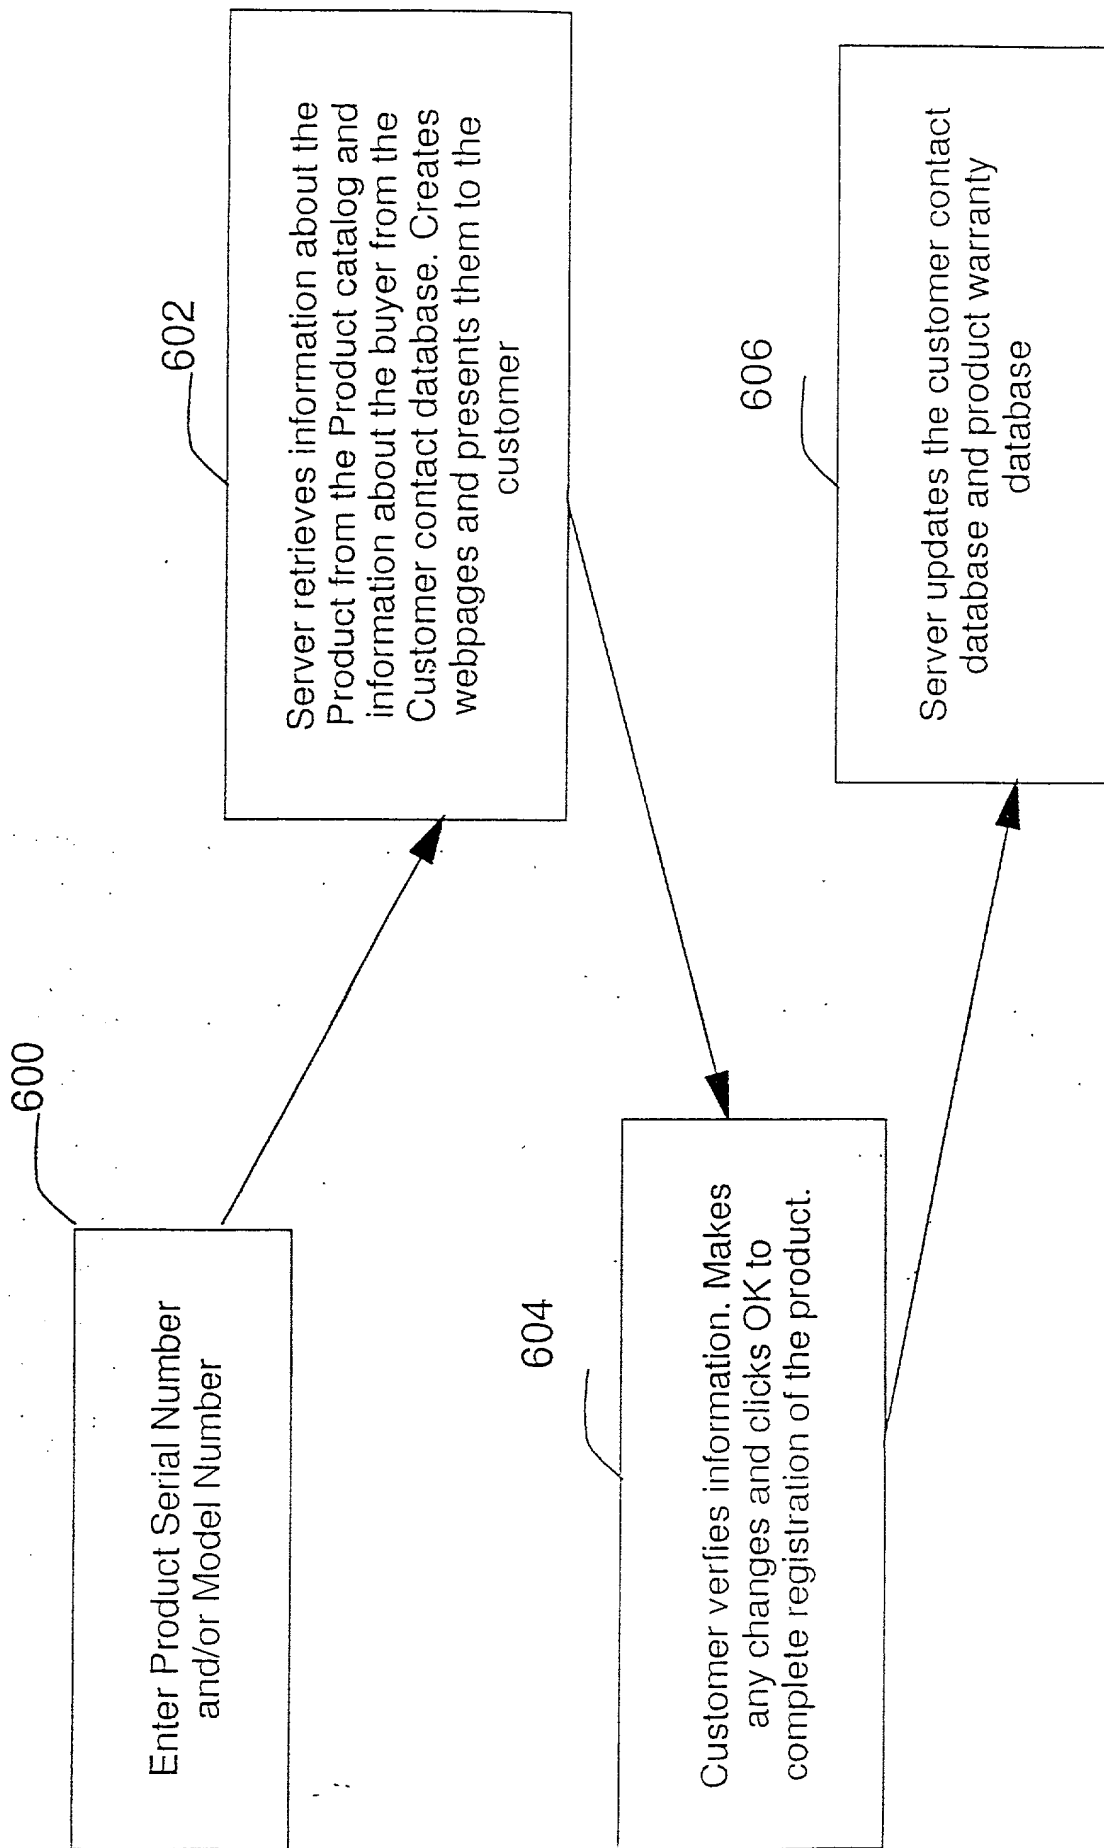 600
Enter Product Serial Number
and/or Model Number
602
Server retrieves information about the
Product from the Product catalog and
information about the buyer from the
Customer contact database. Creates
webpages and presents them to the
customer
604
Customer verfies information. Makes
any changes and clicks OK to
complete registration of the product.
606
Server updates the customer contact
database and product warranty
database